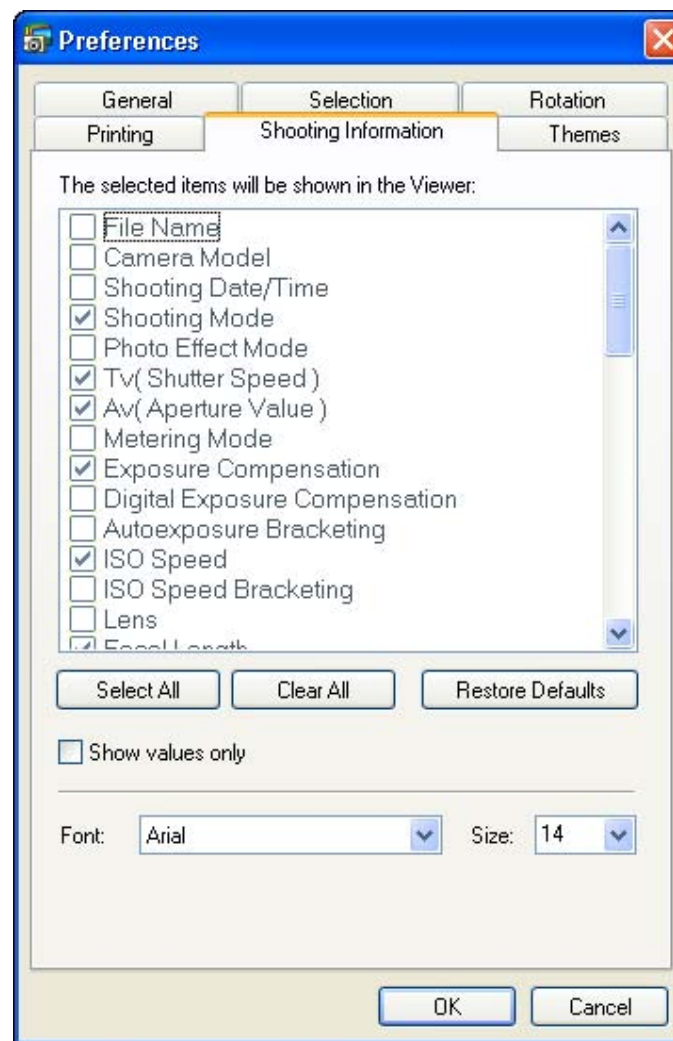 Preferences
General Selection Rotation
Printing Shooting Information Themes
The selected items will be shown in the Viewer:
File Name
Camera Model
Shooting Date/Time
Shooting Mode
Photo Effect Mode
Tv( Shutter Speed )
Av( Aperture Value )
Metering Mode
Exposure Compensation
Digital Exposure Compensation
Autoexposure Bracketing
ISO Speed
ISO Speed Bracketing
Lens
Focal Length
Select All Clear All Restore Defaults
Show values only
Font: Arial Size: 14
OK Cancel